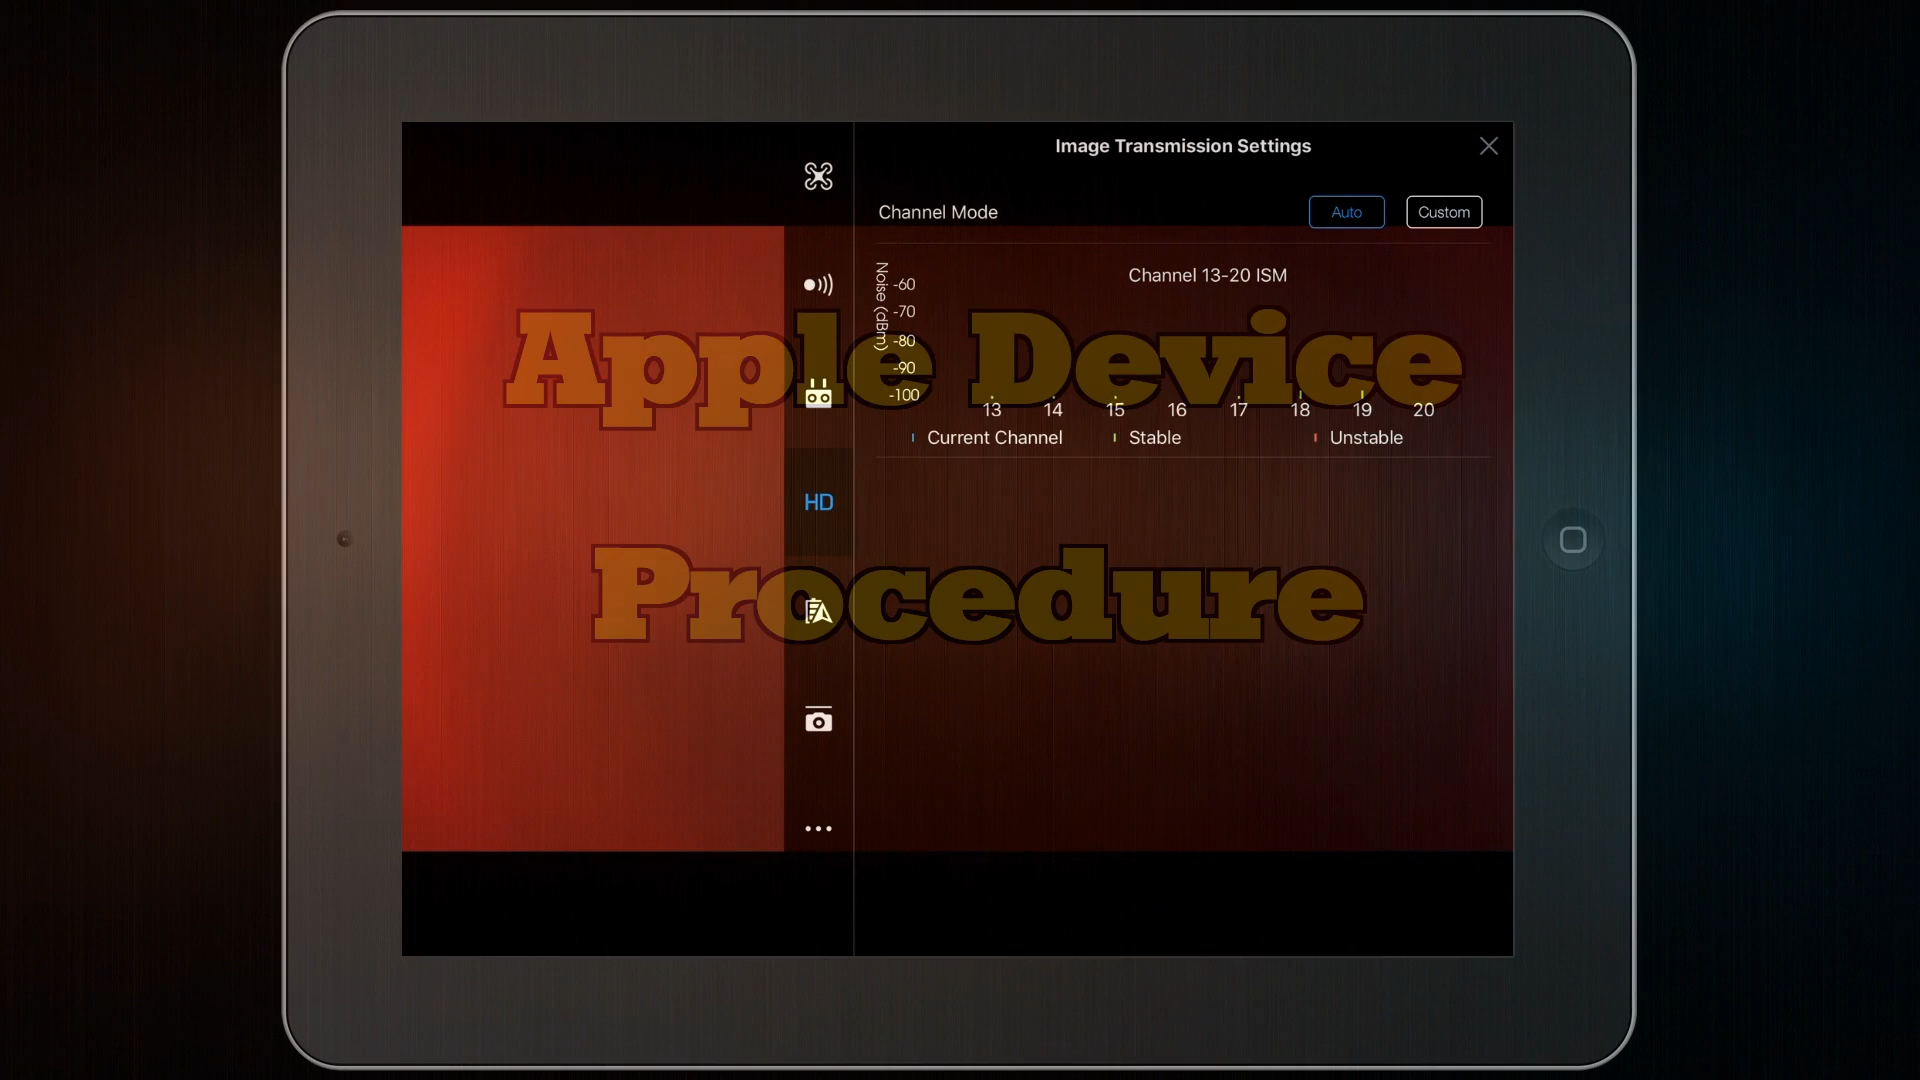 Image Transmission Settings
Channel Mode
Auto
Custom
Channel 13-20 ISM
Noise (dBm)
-60
-70
-80
-90
-100
13 14 15 16 17 18 19 20
Current Channel
Stable
Unstable
HD
Apple Device
Procedure